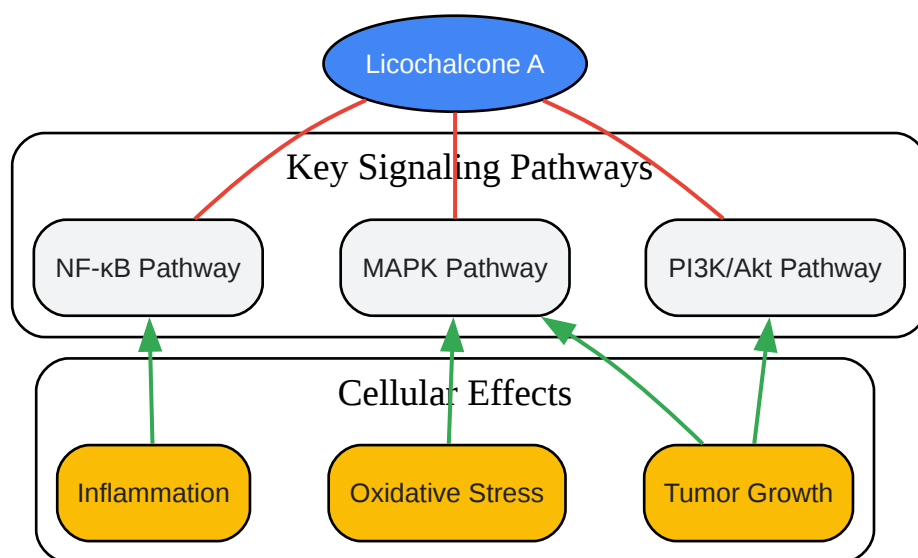 Licochalcone A
Key Signaling Pathways
NF-κB Pathway
MAPK Pathway
PI3K/Akt Pathway
Cellular Effects
Inflammation
Oxidative Stress
Tumor Growth